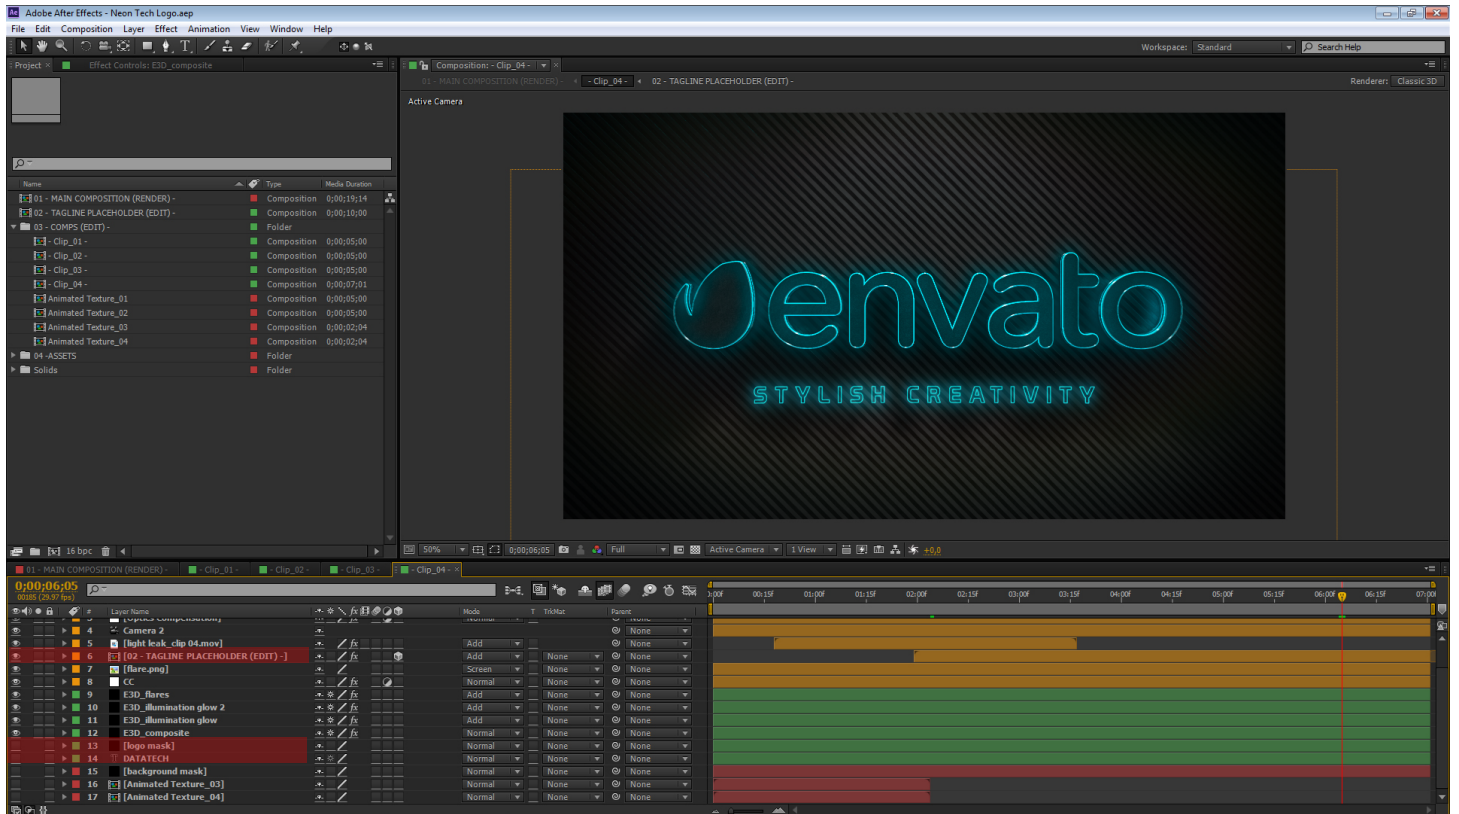 Ae Adobe After Effects - Neon Tech Logo.aep
File Edit Composition Layer Effect Animation View Window Help
Workspace: Standard Search Help
Project × Effect Controls: E3D_composite
Composition: - Clip_04 - ×
01 - MAIN COMPOSITION (RENDER) - - Clip_04 - 02 - TAGLINE PLACEHOLDER (EDIT) - Renderer: Classic 3D
Active Camera
Name Type Media Duration
01 - MAIN COMPOSITION (RENDER) - Composition 0;00;19;14
02 - TAGLINE PLACEHOLDER (EDIT) - Composition 0;00;10;00
03 - COMPS (EDIT) - Folder
- Clip_01 - Composition 0;00;05;00
- Clip_02 - Composition 0;00;05;00
- Clip_03 - Composition 0;00;05;00
- Clip_04 - Composition 0;00;07;01
Animated Texture_01 Composition 0;00;05;00
Animated Texture_02 Composition 0;00;05;00
Animated Texture_03 Composition 0;00;02;04
Animated Texture_04 Composition 0;00;02;04
04 -ASSETS Folder
Solids Folder
envato
STYLISH CREATIVITY
16 bpc
50% 0;00;06;05 Full Active Camera 1 View +0,0
01 - MAIN COMPOSITION (RENDER) - - Clip_01 - - Clip_02 - - Clip_03 - - Clip_04 - ×
0;00;06;05
00185 (29.97 fps)
00f 00:15f 01:00f 01:15f 02:00f 02:15f 03:00f 03:15f 04:00f 04:15f 05:00f 05:15f 06:00f 06:15f 07:00f
# Layer Name fx Mode T TrkMat Parent
3 [Optics Compensation] fx Normal None
4 Camera 2 None
5 [light leak_clip 04.mov] fx Add None
6 [02 - TAGLINE PLACEHOLDER (EDIT) -] Add None None
7 [flare.png] Screen None None
8 CC fx Normal None None
9 E3D_flares fx Add None None
10 E3D_illumination glow 2 fx Add None None
11 E3D_illumination glow fx Add None None
12 E3D_composite fx Normal None None
13 [logo mask] Normal None None
14 T DATATECH Normal None None
15 [background mask] Normal None None
16 [Animated Texture_03] Normal None None
17 [Animated Texture_04] Normal None None